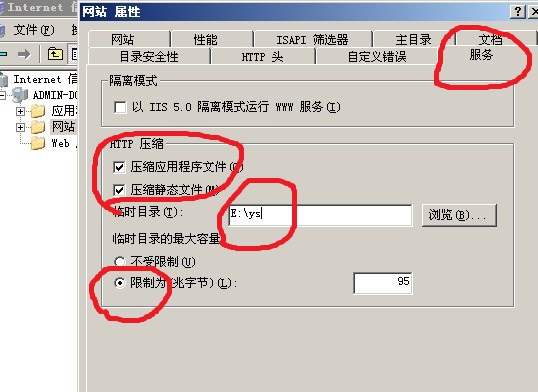 网站 属性
Internet 信
文件(F)
Internet 信
ADMIN-DO
应用
网站
Web
网站
性能
ISAPI 筛选器
主目录
文档
目录安全性
HTTP 头
自定义错误
服务
隔离模式
以 IIS 5.0 隔离模式运行 WWW 服务(I)
HTTP 压缩
压缩应用程序文件
压缩静态文件
临时目录(T):
E:\ys
浏览(B)...
临时目录的最大容量
不受限制(U)
限制为(兆字节)(L):
95